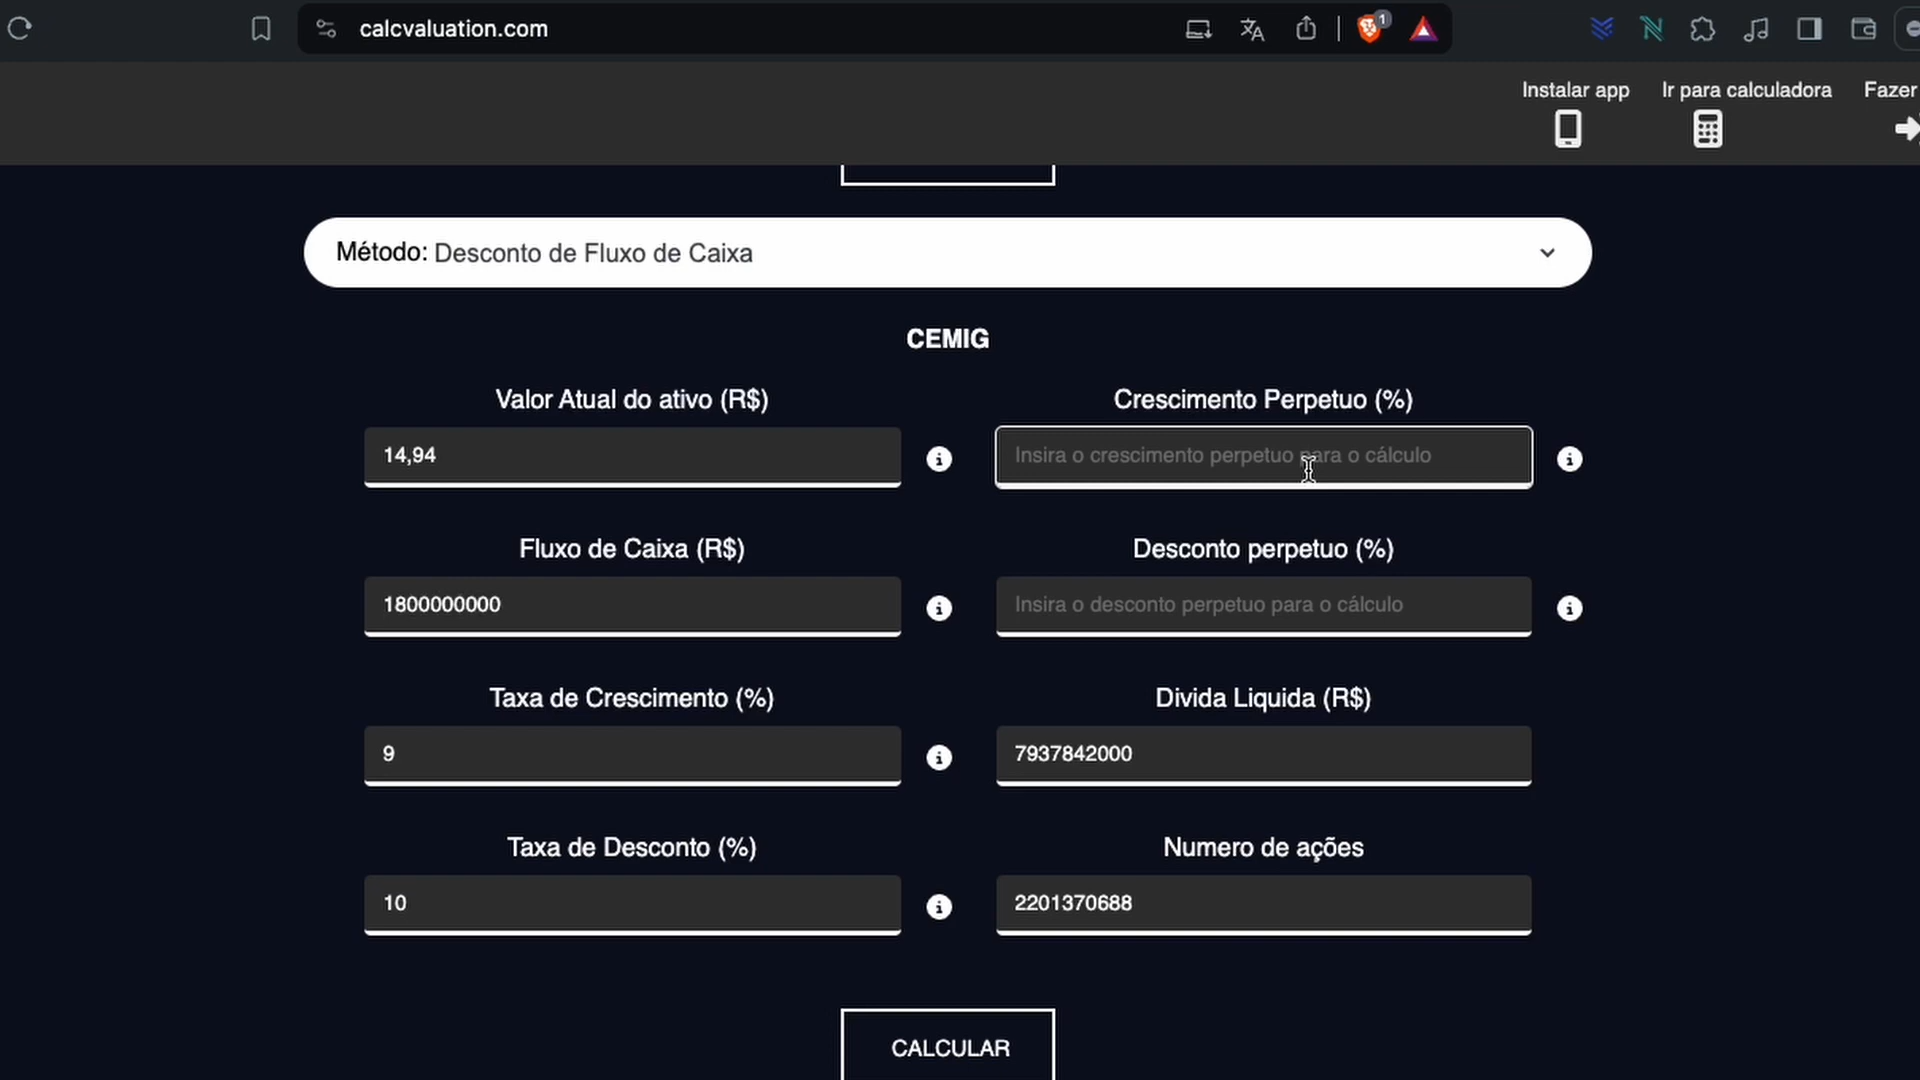 calcvaluation.com
1
Instalar app
Ir para calculadora
Fazer
Método: Desconto de Fluxo de Caixa
CEMIG
Valor Atual do ativo (R$)
14,94
Crescimento Perpetuo (%)
Insira o crescimento perpetuo para o cálculo
Fluxo de Caixa (R$)
1800000000
Desconto perpetuo (%)
Insira o desconto perpetuo para o cálculo
Taxa de Crescimento (%)
9
Divida Liquida (R$)
7937842000
Taxa de Desconto (%)
10
Numero de ações
2201370688
CALCULAR